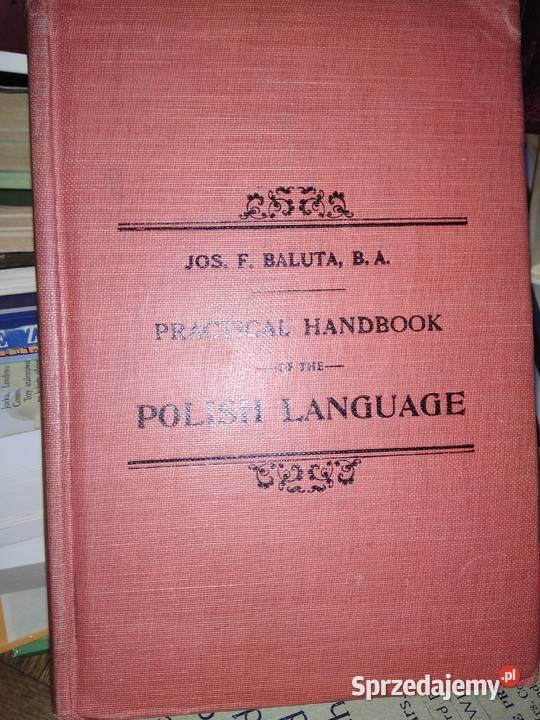 JOS. F. BALUTA, B. A.
PRACTICAL HANDBOOK
—OF THE—
POLISH LANGUAGE
Sprzedajemy.pl